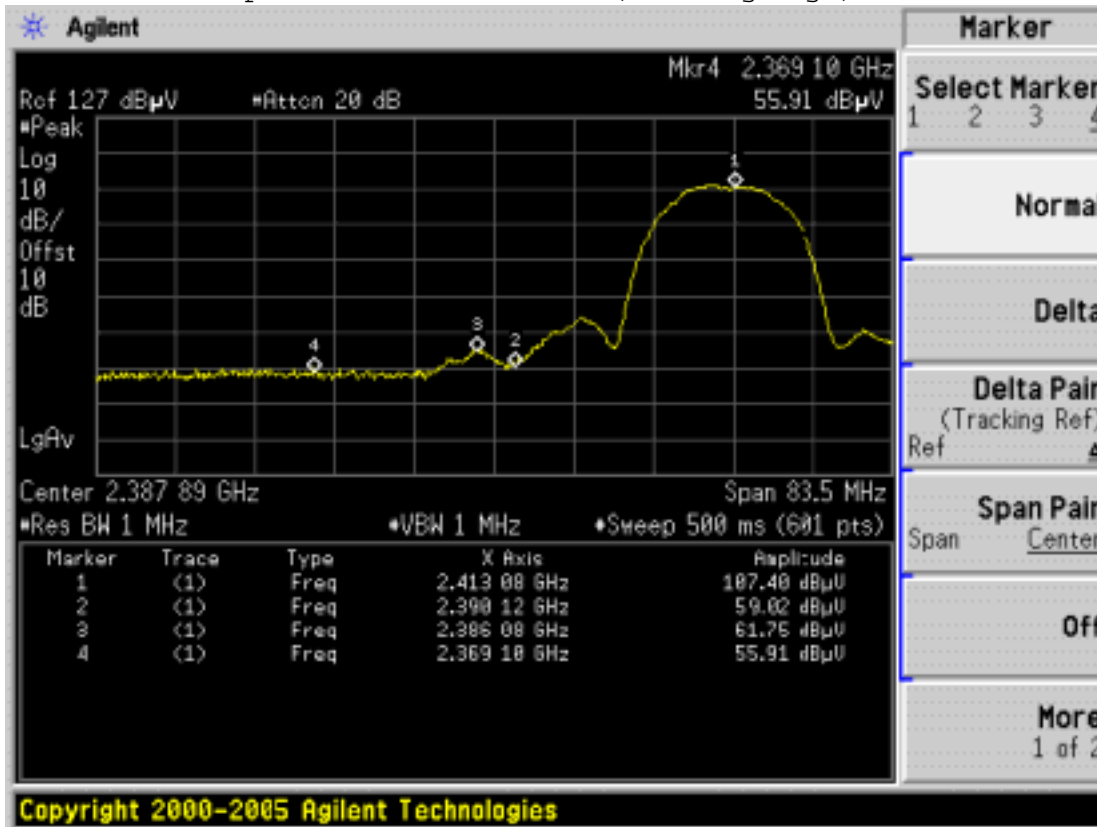 Agilent
Marker
Mkr4 2.369 10 GHz
Ref 127 dBµV #Atten 20 dB 55.91 dBµV
#Peak
Log
10
dB/
Offst
10
dB
LgAv
1
3
2
4
Center 2.387 89 GHz Span 83.5 MHz
#Res BW 1 MHz #VBW 1 MHz #Sweep 500 ms (601 pts)
Marker Trace Type X Axis Amplitude
1 (1) Freq 2.413 08 GHz 107.40 dBµV
2 (1) Freq 2.390 12 GHz 59.02 dBµV
3 (1) Freq 2.386 08 GHz 61.75 dBµV
4 (1) Freq 2.369 10 GHz 55.91 dBµV
Select Marker
1 2 3 4
Normal
Delta
Delta Pair
(Tracking Ref)
Ref Δ
Span Pair
Span Center
Off
More
1 of 2
Copyright 2000-2005 Agilent Technologies